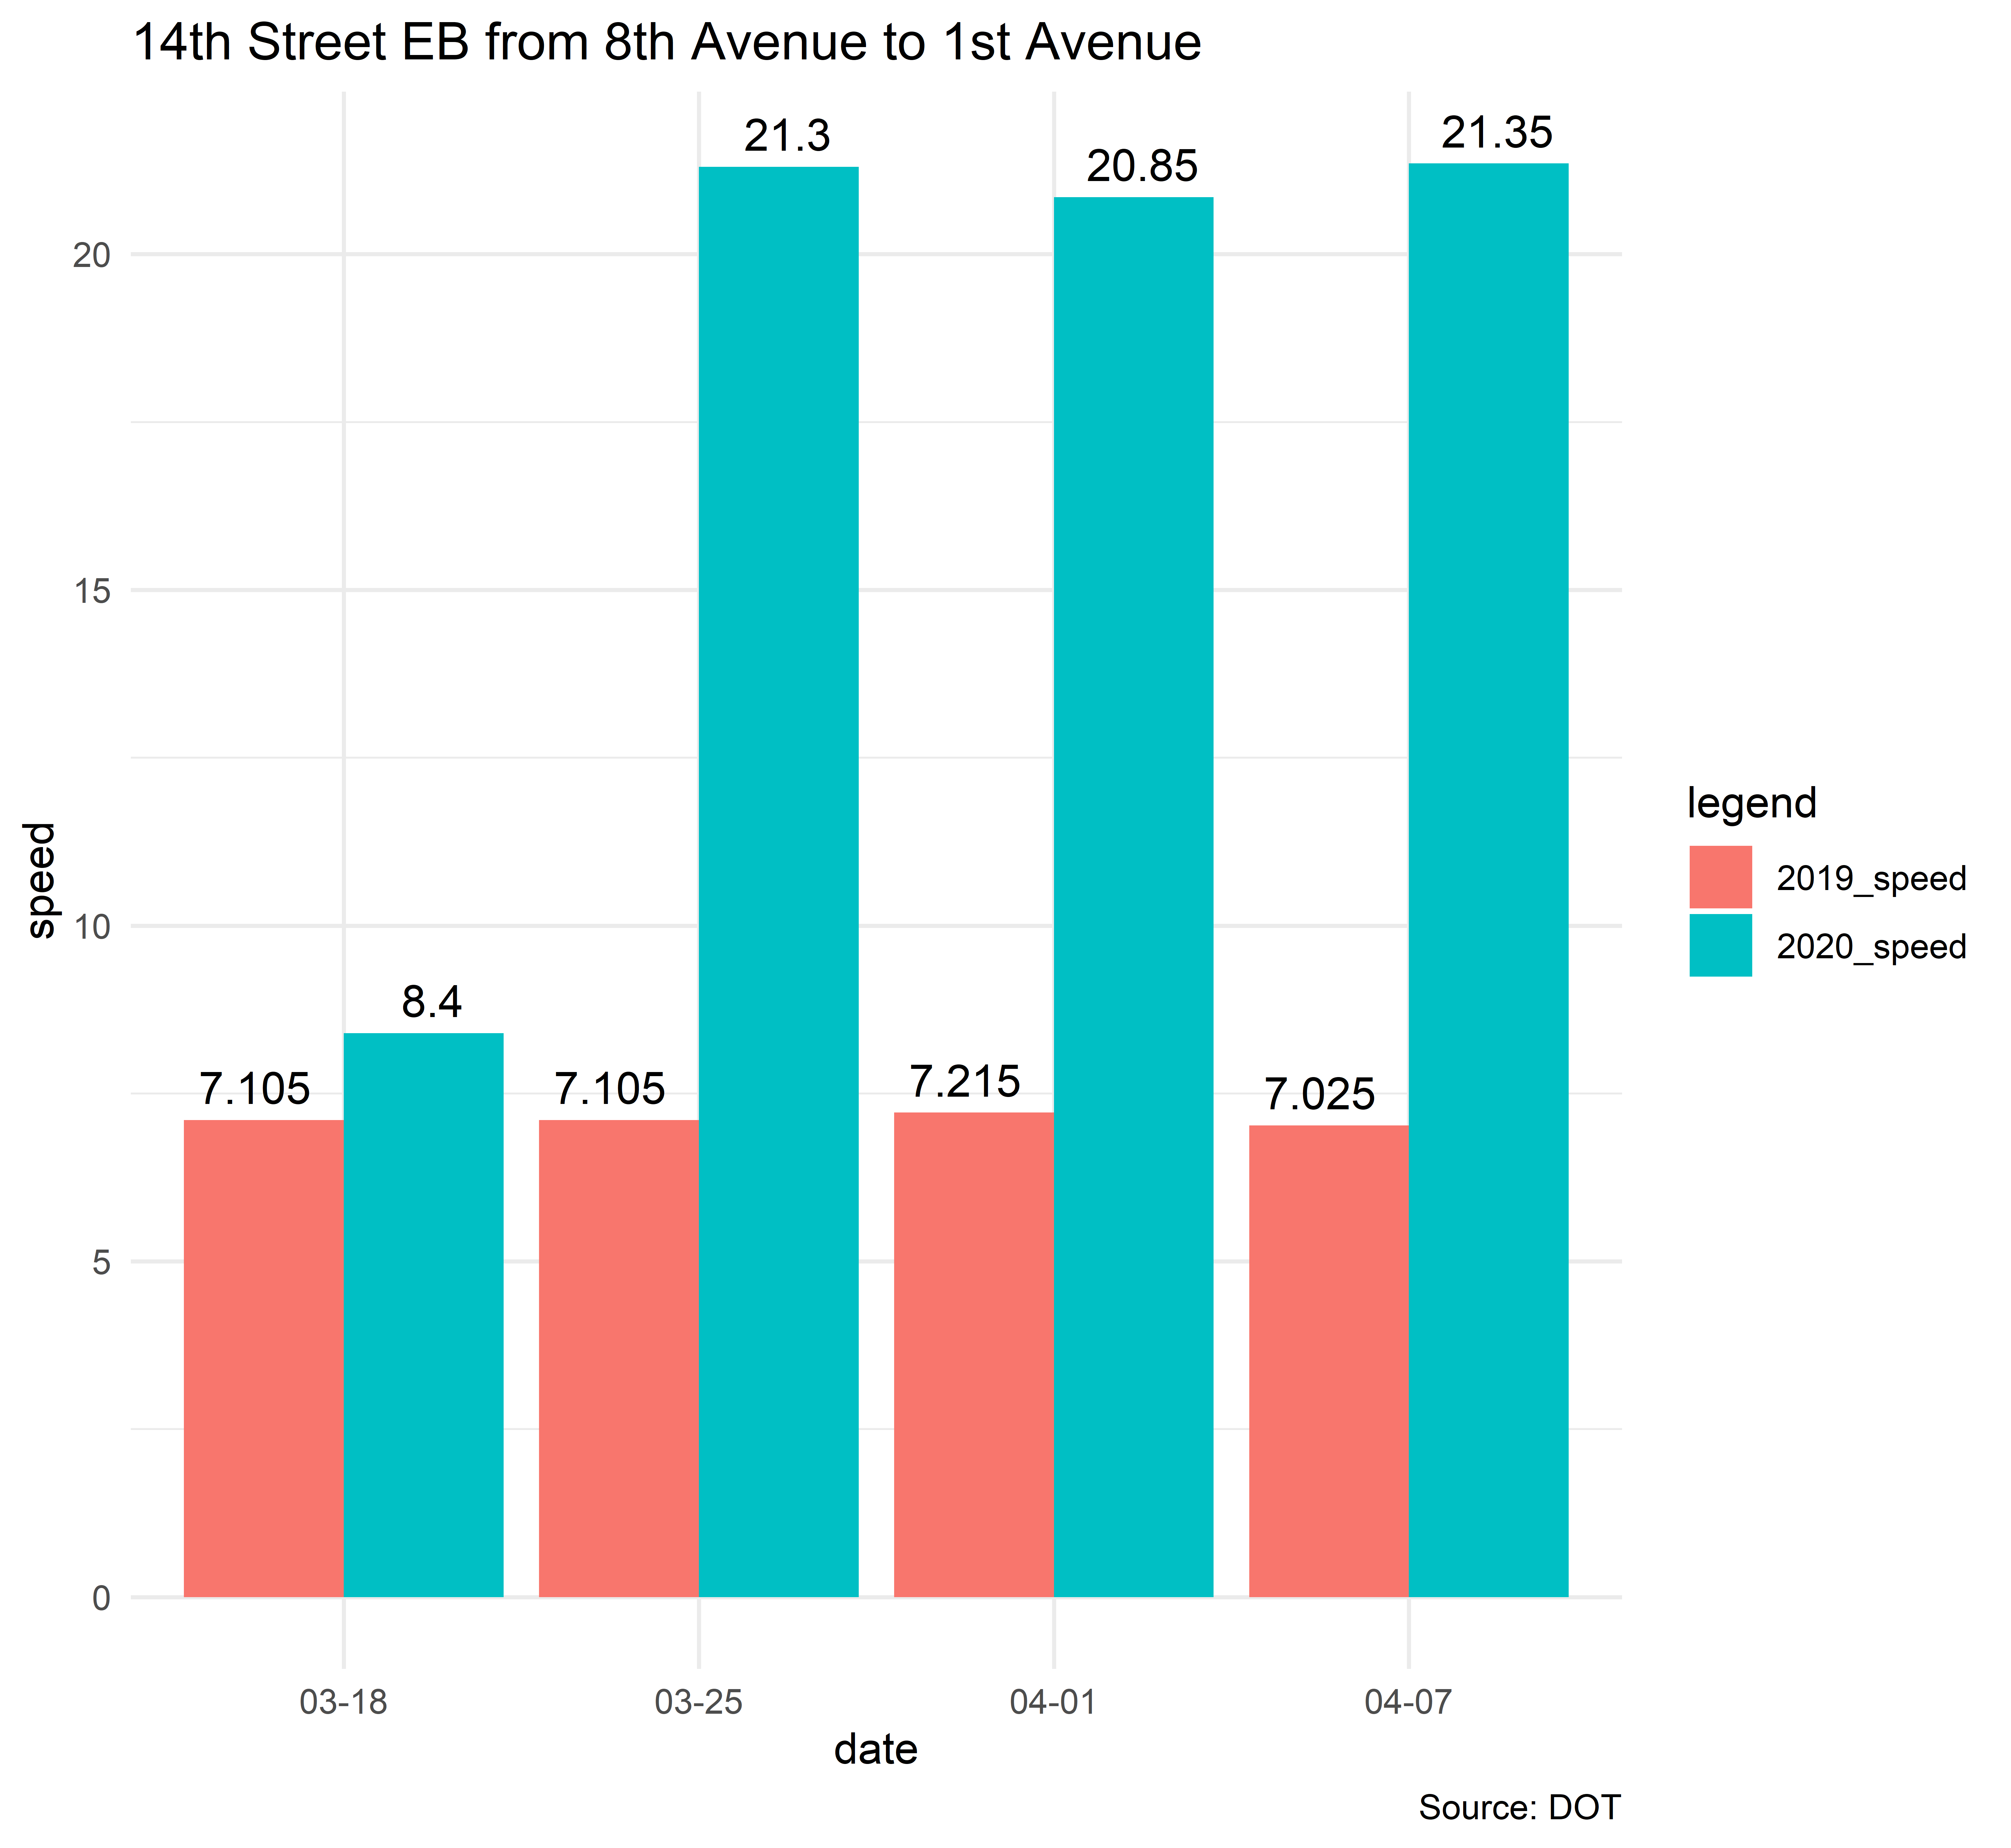 14th Street EB from 8th Avenue to 1st Avenue
21.3
20.85
21.35
8.4
7.105
7.105
7.215
7.025
20
15
10
5
0
speed
03-18
03-25
04-01
04-07
date
legend
2019_speed
2020_speed
Source: DOT